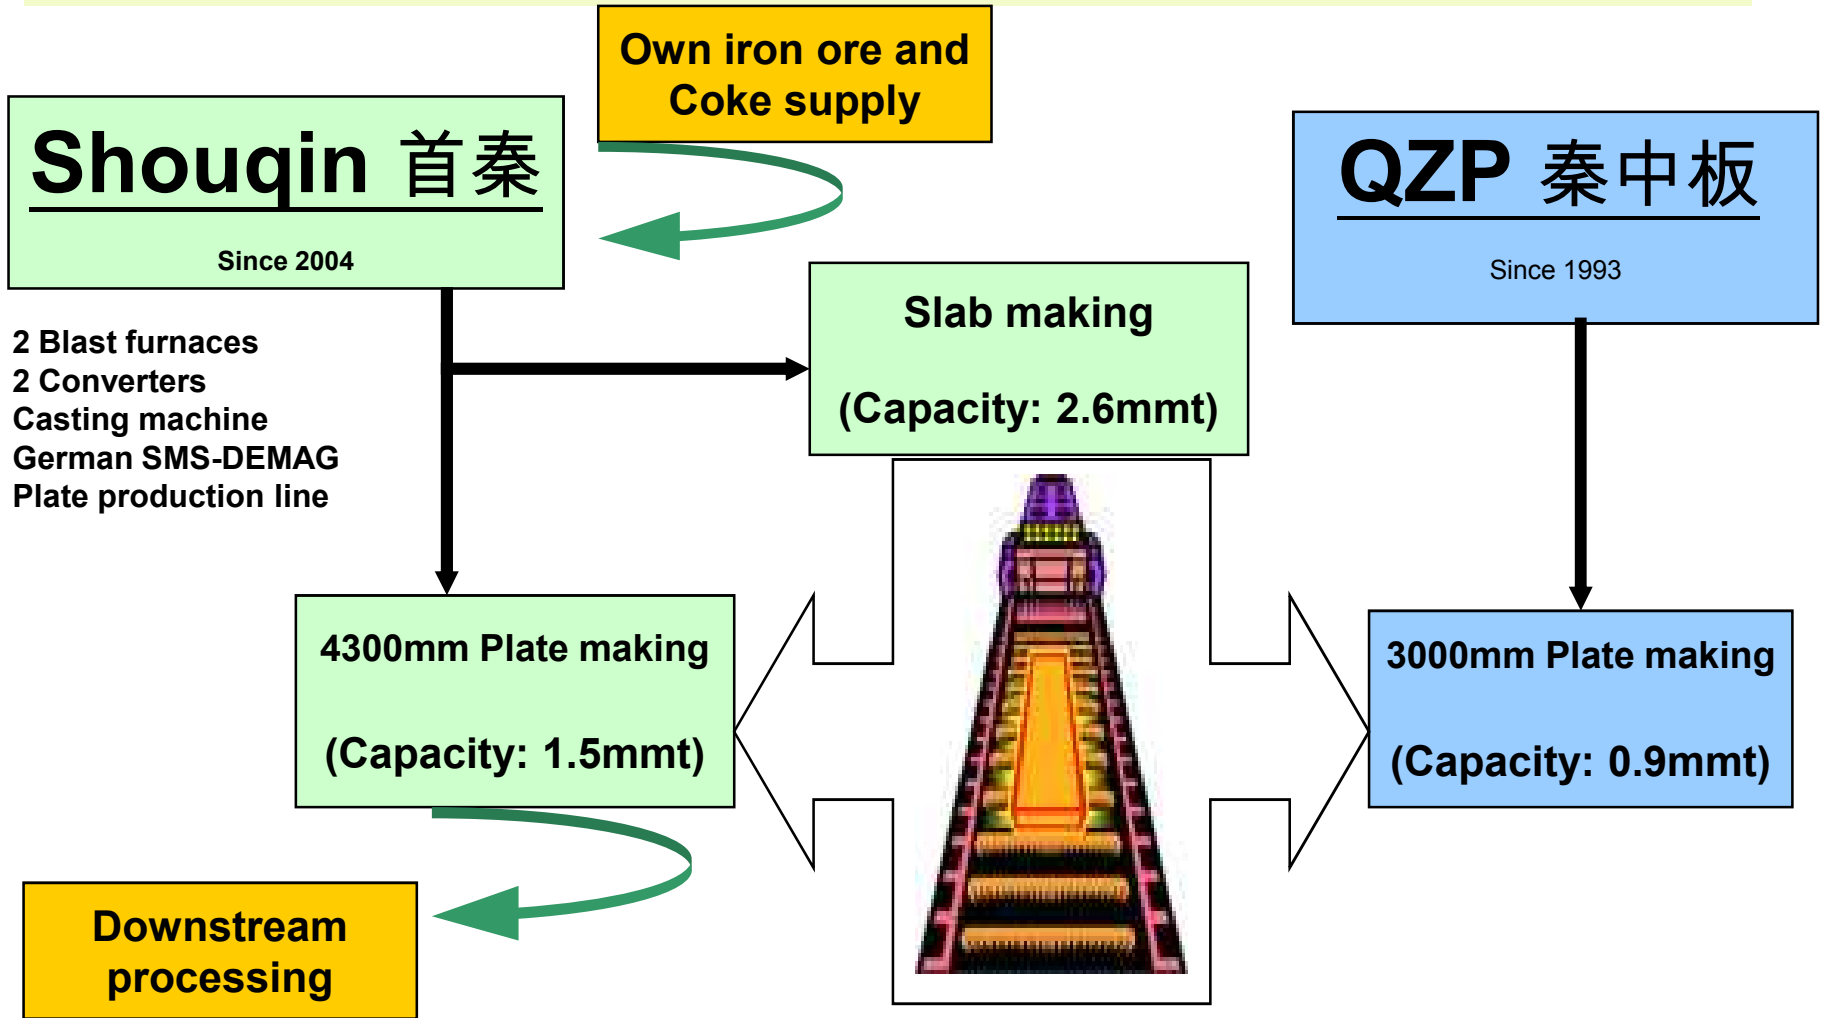 Own iron ore and
Coke supply
Shouqin 首秦
Since 2004
QZP 秦中板
Since 1993
2 Blast furnaces
2 Converters
Casting machine
German SMS-DEMAG
Plate production line
Slab making
(Capacity: 2.6mmt)
4300mm Plate making
(Capacity: 1.5mmt)
3000mm Plate making
(Capacity: 0.9mmt)
Downstream
processing